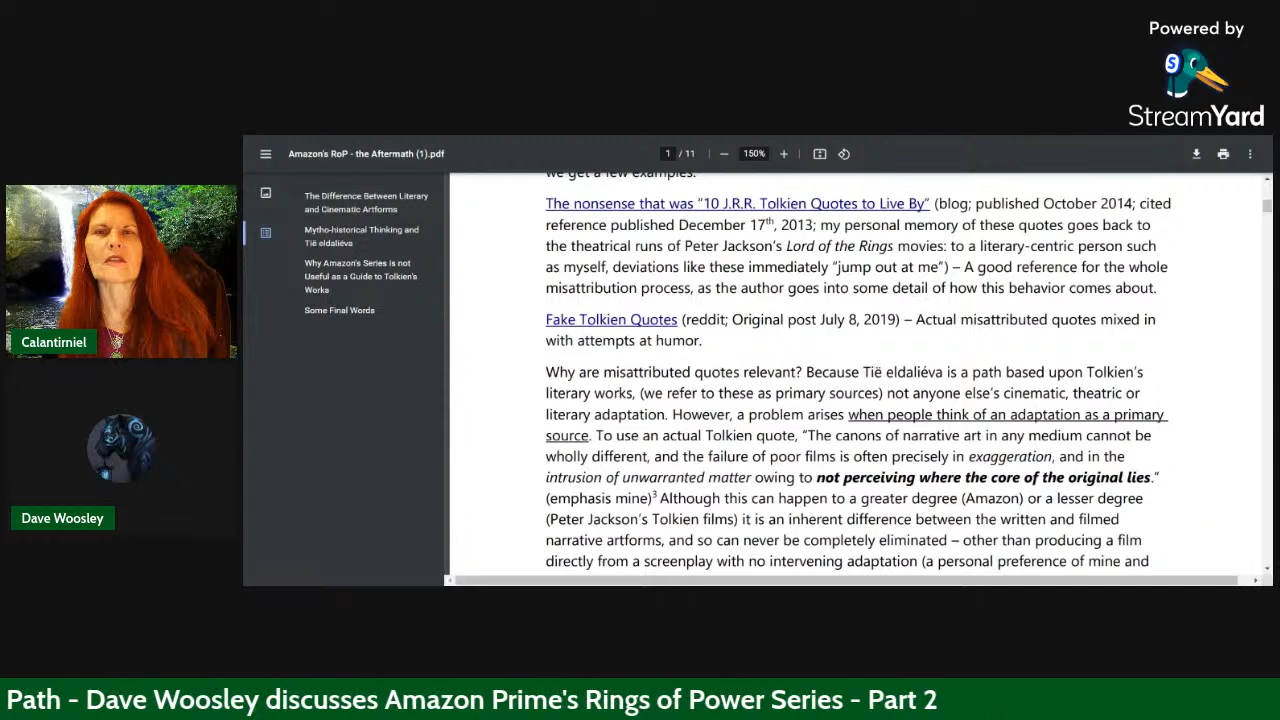 Powered by
S
StreamYard
Amazon's RoP - the Aftermath (1).pdf
1 / 11
150%
The Difference Between Literary
and Cinematic Artforms
Mytho-historical Thinking and
Tië eldaliéva
Why Amazon's Series is not
Useful as a Guide to Tolkien's
Works
Some Final Words
we get a few examples.
The nonsense that was "10 J.R.R. Tolkien Quotes to Live By" (blog; published October 2014; cited
reference published December 17th, 2013; my personal memory of these quotes goes back to
the theatrical runs of Peter Jackson's Lord of the Rings movies: to a literary-centric person such
as myself, deviations like these immediately "jump out at me") – A good reference for the whole
misattribution process, as the author goes into some detail of how this behavior comes about.
Fake Tolkien Quotes (reddit; Original post July 8, 2019) – Actual misattributed quotes mixed in
with attempts at humor.
Why are misattributed quotes relevant? Because Tië eldaliéva is a path based upon Tolkien's
literary works, (we refer to these as primary sources) not anyone else's cinematic, theatric or
literary adaptation. However, a problem arises when people think of an adaptation as a primary
source. To use an actual Tolkien quote, "The canons of narrative art in any medium cannot be
wholly different, and the failure of poor films is often precisely in exaggeration, and in the
intrusion of unwarranted matter owing to not perceiving where the core of the original lies."
(emphasis mine)3 Although this can happen to a greater degree (Amazon) or a lesser degree
(Peter Jackson's Tolkien films) it is an inherent difference between the written and filmed
narrative artforms, and so can never be completely eliminated – other than producing a film
directly from a screenplay with no intervening adaptation (a personal preference of mine and
Calantirniel
Dave Woosley
Path - Dave Woosley discusses Amazon Prime's Rings of Power Series - Part 2